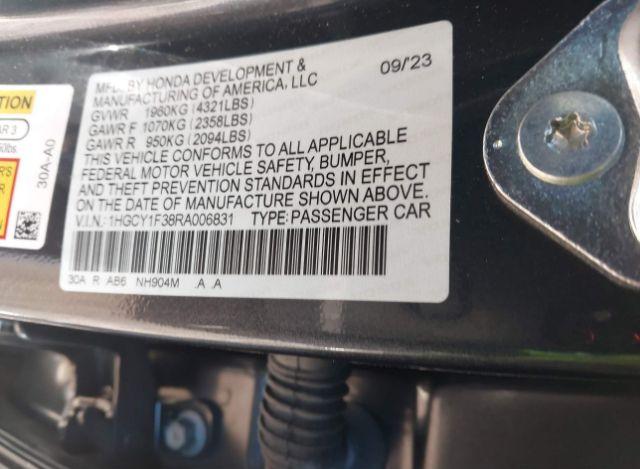 MFD. BY HONDA DEVELOPMENT &
MANUFACTURING OF AMERICA, LLC
09/'23
GVWR 1960KG (4321LBS)
GAWR F 1070KG (2358LBS)
GAWR R 950KG (2094LBS)
THIS VEHICLE CONFORMS TO ALL APPLICABLE
FEDERAL MOTOR VEHICLE SAFETY, BUMPER,
AND THEFT PREVENTION STANDARDS IN EFFECT
ON THE DATE OF MANUFACTURE SHOWN ABOVE.
V.I.N.: 1HGCY1F38RA006831 TYPE: PASSENGER CAR
30A R AB6 NH904M .A .A
30A-A0